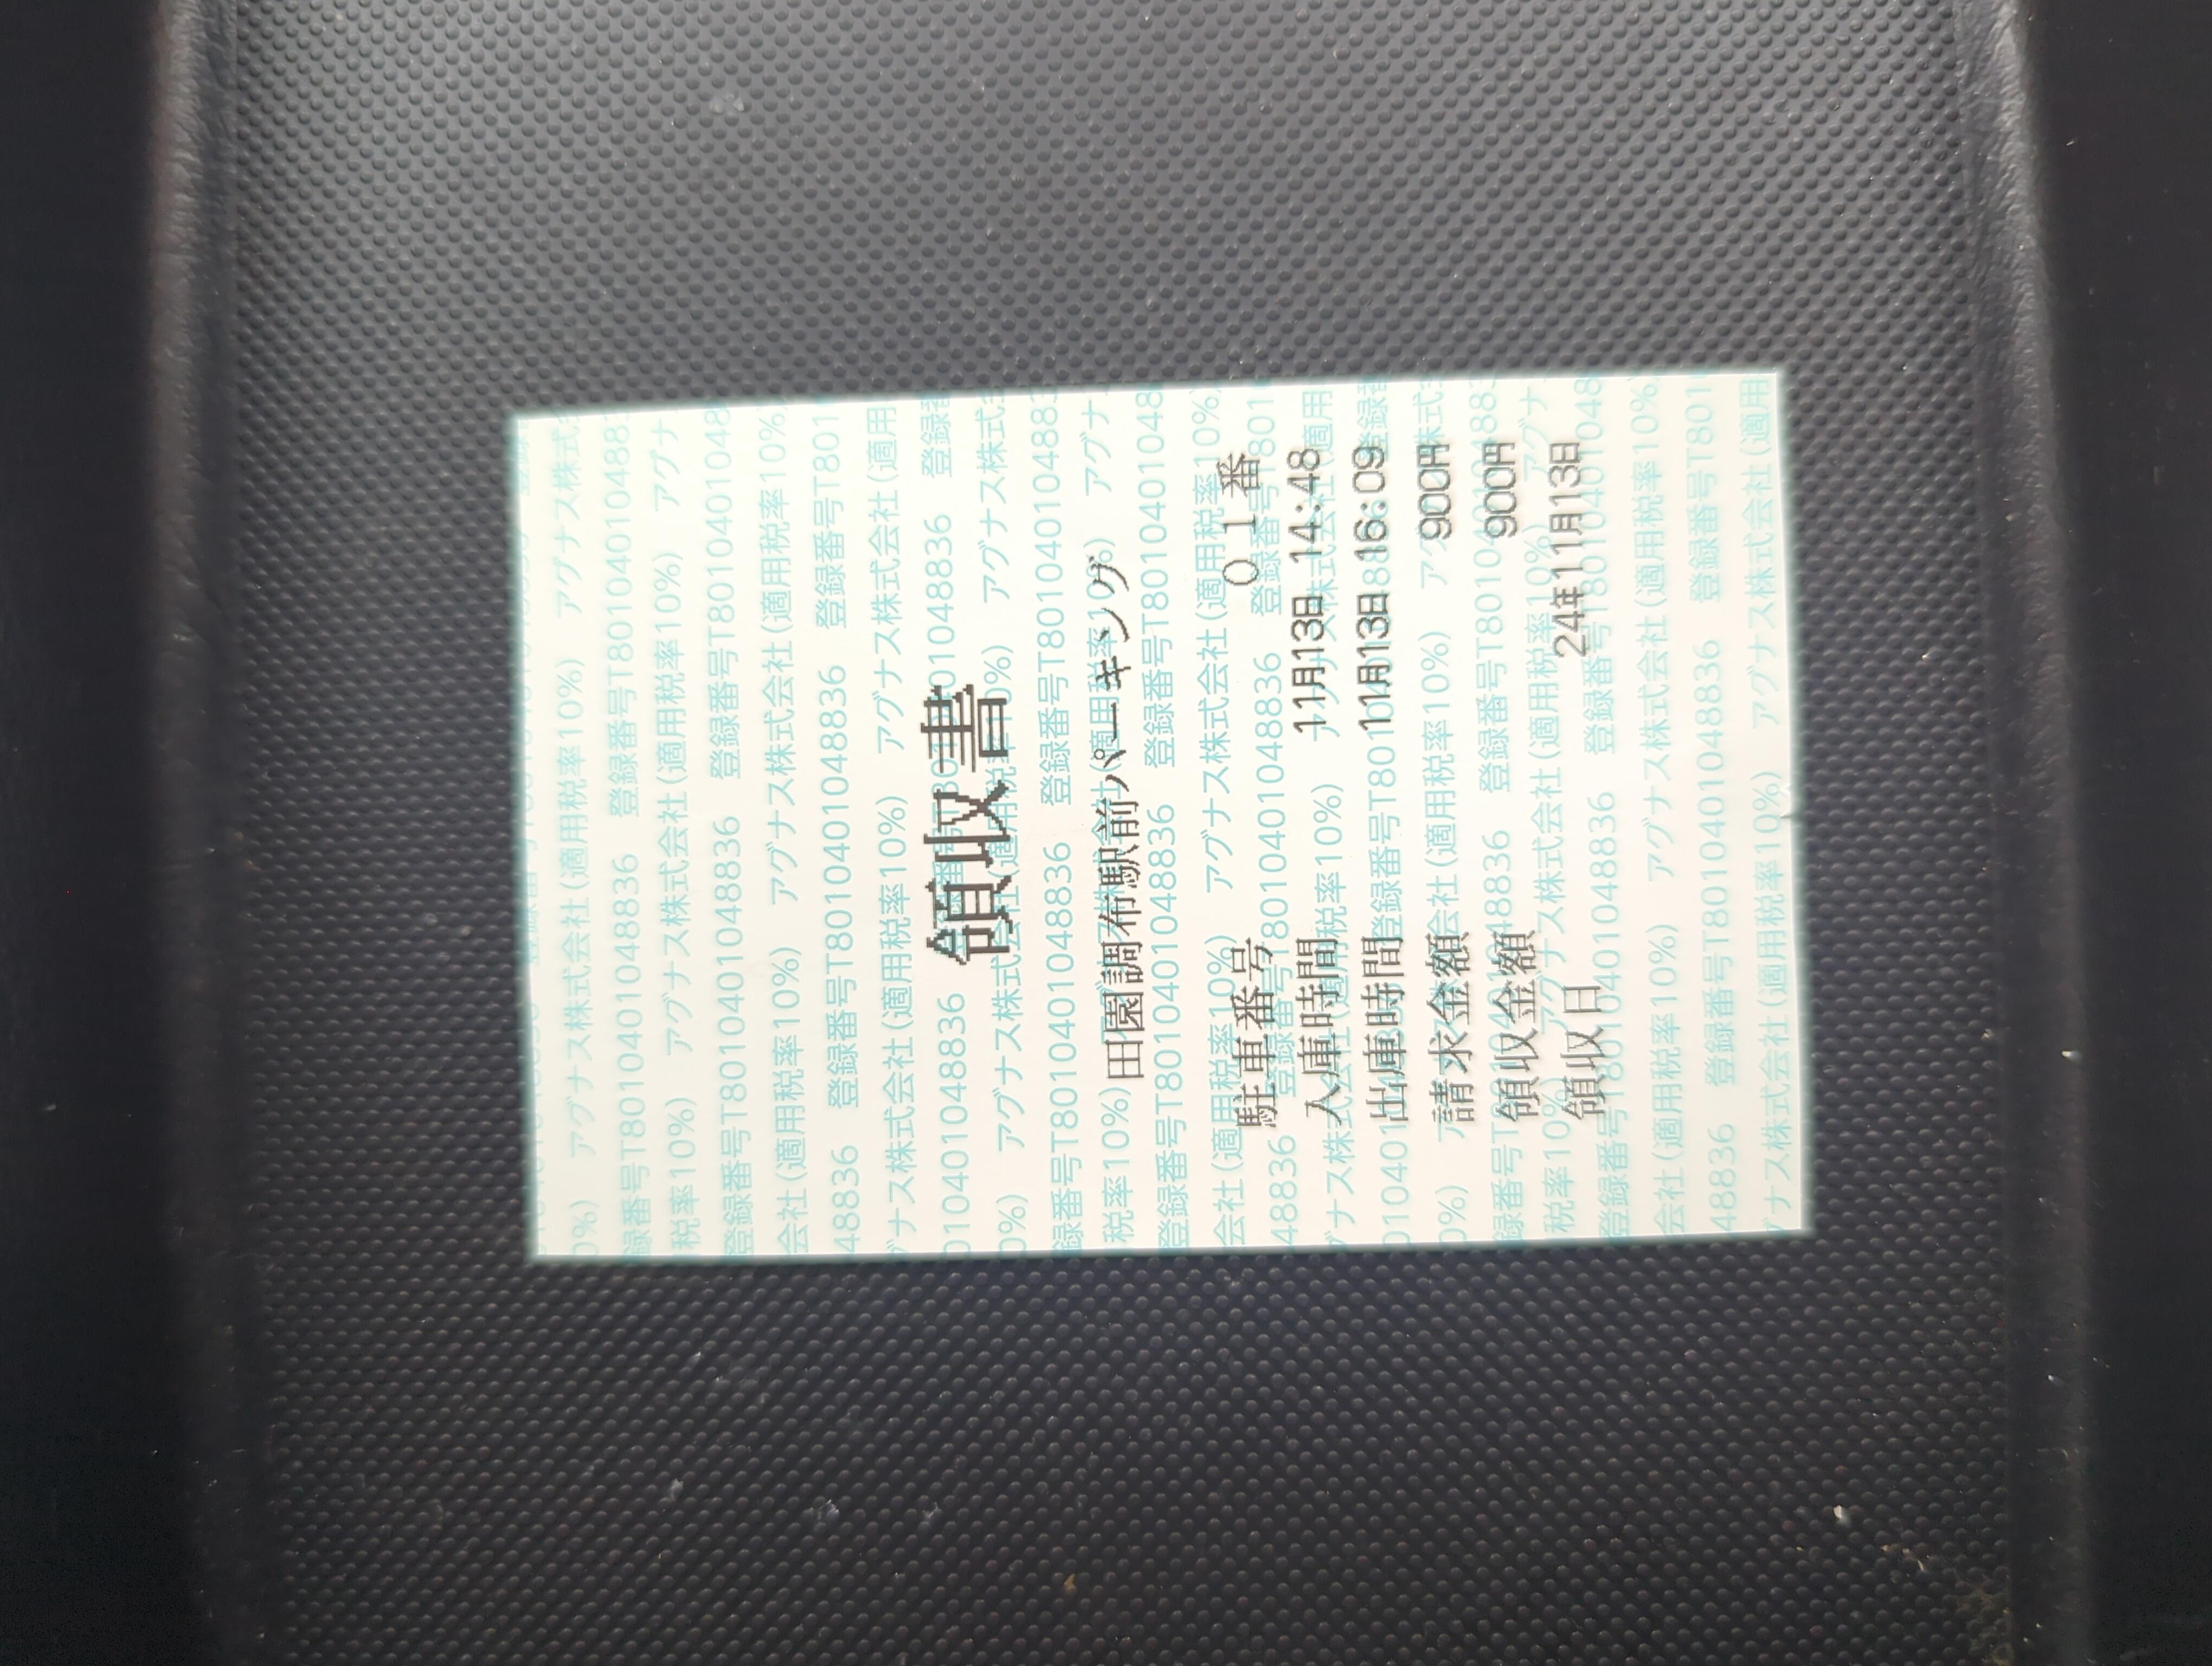 領収書
田園調布駅前パーキング
駐車番号 01番
入庫時間 11月13日 14:48
出庫時間 11月13日 16:09
請求金額 900円
領収金額 900円
領収日 24年11月13日
アグナス株式会社(適用税率10%)
登録番号T8010401048836